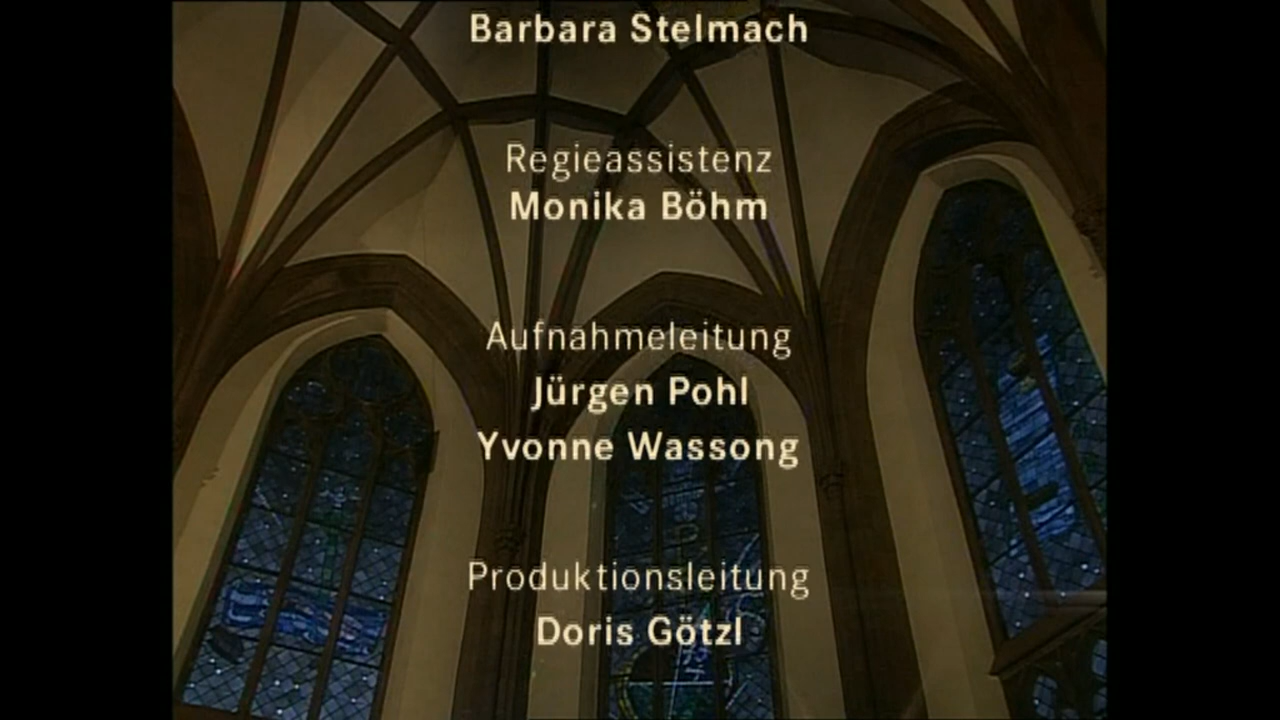 Barbara Stelmach
Regieassistenz
Monika Böhm
Aufnahmeleitung
Jürgen Pohl
Yvonne Wassong
Produktionsleitung
Doris Götzl